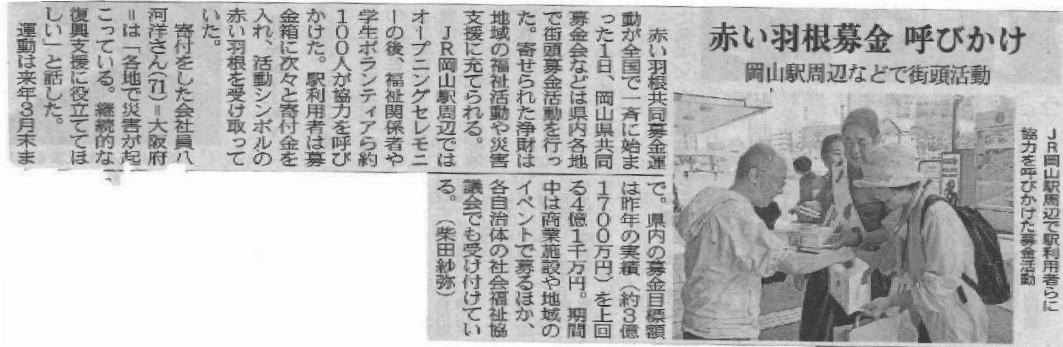 赤い羽根募金 呼びかけ
岡山駅周辺などで街頭活動
赤い羽根共同募金運
動が全国で一斉に始ま
った1日、岡山県共同
募金会などは県内各地
で街頭募金活動を行っ
た。寄せられた浄財は
地域の福祉活動や災害
支援に充てられる。
JR岡山駅周辺では
オープニングセレモニ
ーの後、福祉関係者や
学生ボランティアら約
100人が協力を呼び
かけた。駅利用者は募
金箱に次々と寄付金を
入れ、活動シンボルの
赤い羽根を受け取って
いた。
寄付をした会社員八
河洋さん(71)=大阪府
=は「各地で災害が起
こっている。継続的な
復興支援に役立ててほ
しい」と話した。
運動は来年3月末ま
で。県内の募金目標額
は昨年の実績(約3億
1700万円)を上回
る4億1千万円。期間
中は商業施設や地域の
イベントで募るほか、
各自治体の社会福祉協
議会でも受け付けてい
る。(柴田紗弥)
JR岡山駅周辺で駅利用者らに
協力を呼びかけた募金活動